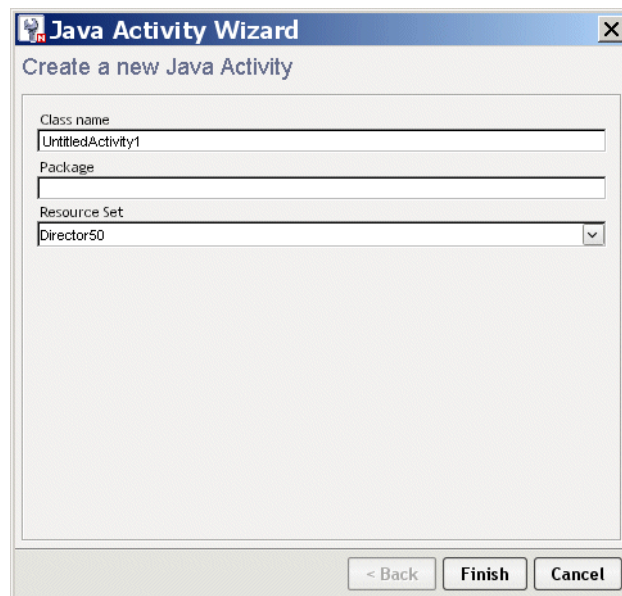 Java Activity Wizard
Create a new Java Activity
Class name
UntitledActivity1
Package
Resource Set
Director50
< Back Finish Cancel